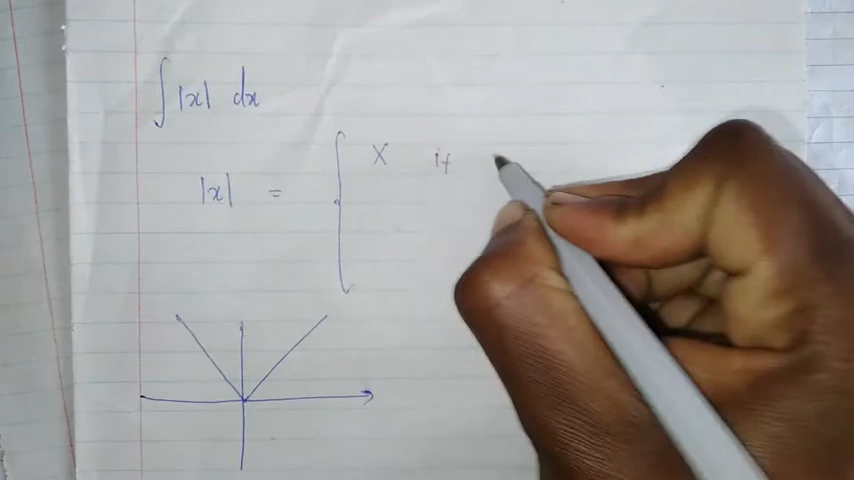 ∫ |x| dx
|x| = { x if